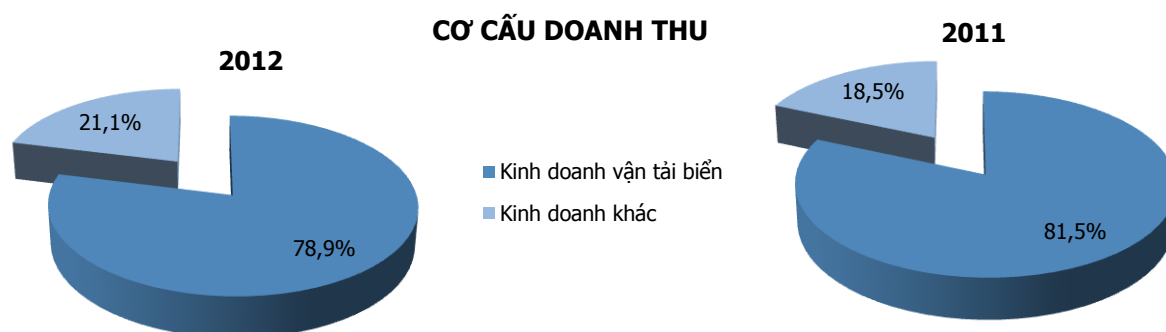 CƠ CẤU DOANH THU
2012
21,1%
78,9%
Kinh doanh vận tải biển
Kinh doanh khác
2011
18,5%
81,5%